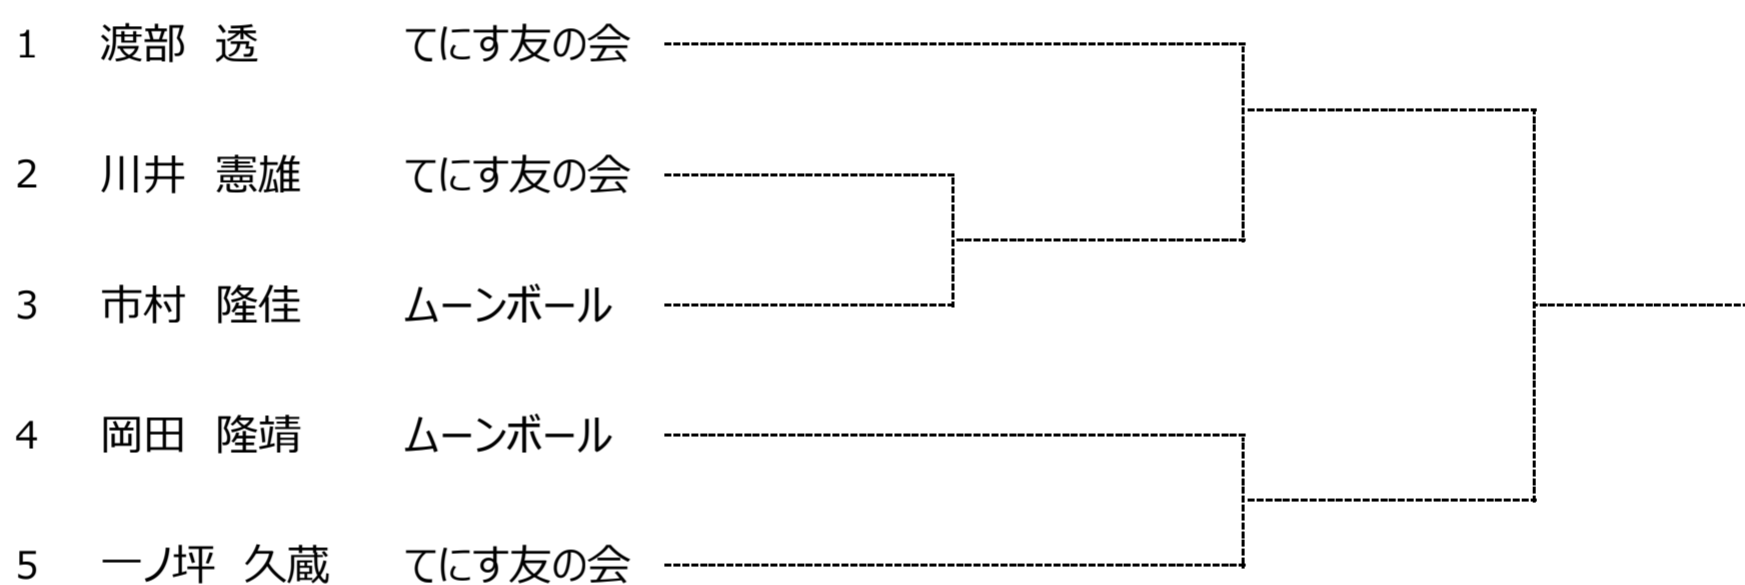 1 渡部 透 てにす友の会
2 川井 憲雄 てにす友の会
3 市村 隆佳 ムーンボール
4 岡田 隆靖 ムーンボール
5 一ノ坪 久蔵 てにす友の会